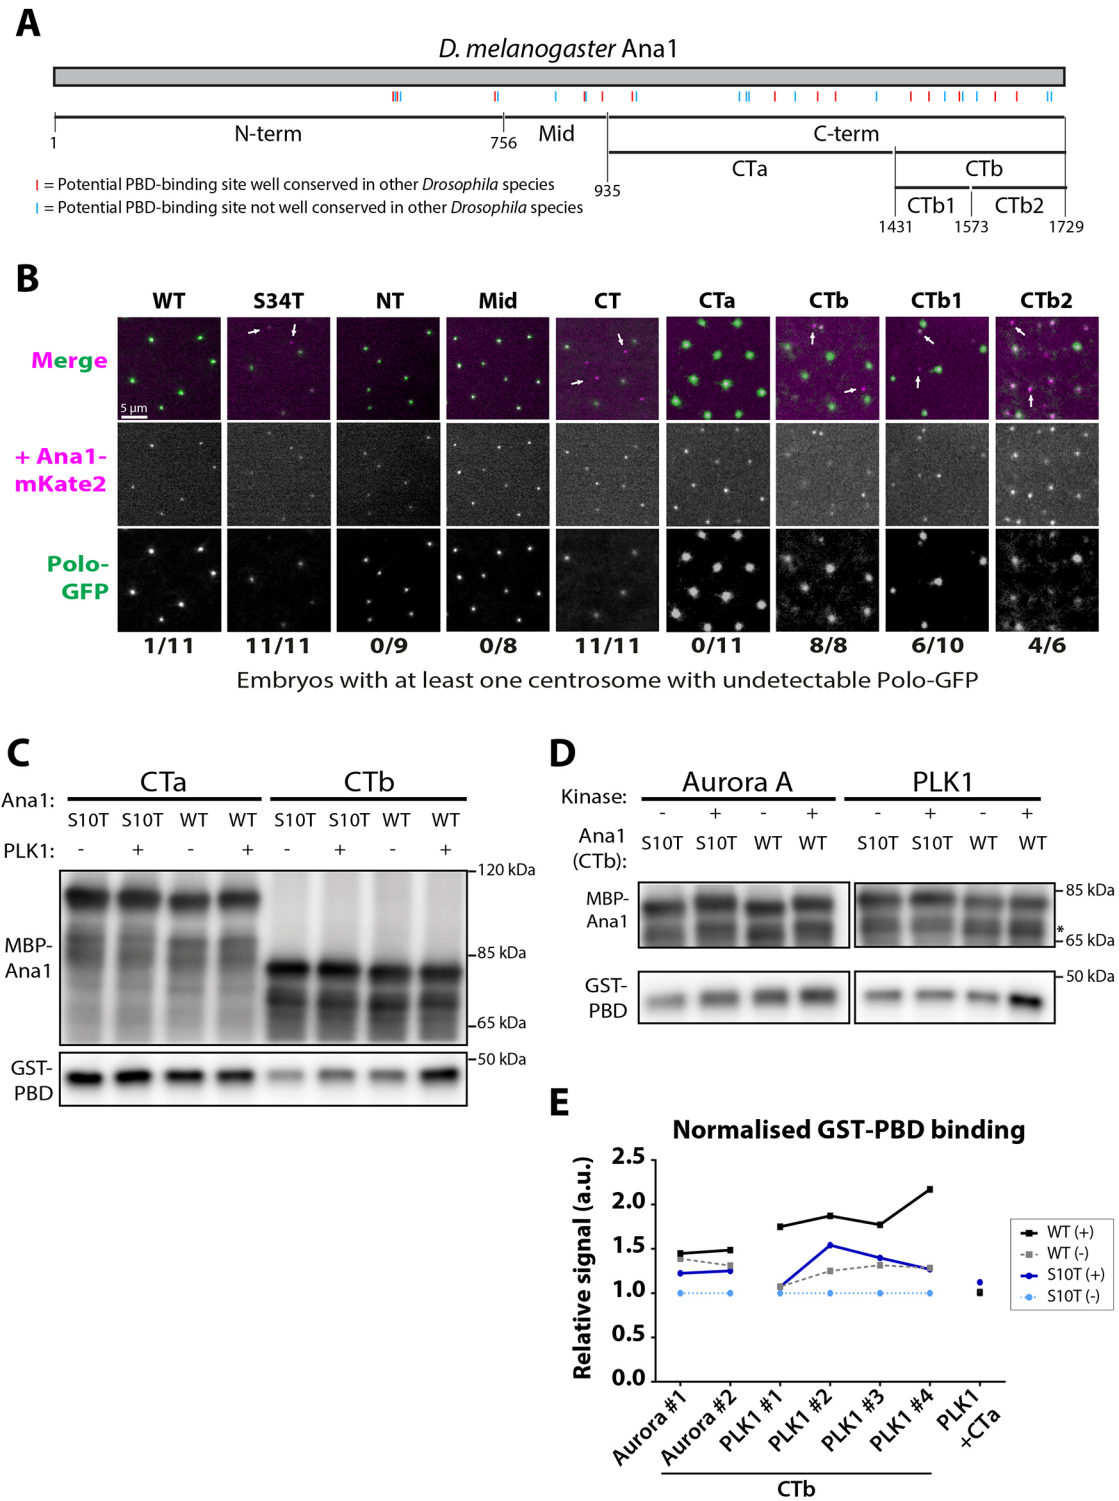 A
D. melanogaster Ana1
1
N-term
756
Mid
935
C-term
CTa
CTb
CTb1
CTb2
1431
1573
1729
| = Potential PBD-binding site well conserved in other Drosophila species
| = Potential PBD-binding site not well conserved in other Drosophila species
B
WT S34T NT Mid CT CTa CTb CTb1 CTb2
Merge
5 µm
+ Ana1-
mKate2
Polo-
GFP
1/11 11/11 0/9 0/8 11/11 0/11 8/8 6/10 4/6
Embryos with at least one centrosome with undetectable Polo-GFP
C
CTa CTb
Ana1:
S10T S10T WT WT S10T S10T WT WT
PLK1: - + - + - + - +
120 kDa
MBP-
Ana1
85 kDa
65 kDa
GST-
PBD
50 kDa
D
Aurora A PLK1
Kinase: - + - + - + - +
Ana1
(CTb):
S10T S10T WT WT S10T S10T WT WT
MBP-
Ana1
85 kDa
*
65 kDa
GST-
PBD
50 kDa
E
Normalised GST-PBD binding
Relative signal (a.u.)
2.5
2.0
1.5
1.0
0.5
0.0
WT (+)
WT (-)
S10T (+)
S10T (-)
Aurora #1
Aurora #2
PLK1 #1
PLK1 #2
PLK1 #3
PLK1 #4
PLK1
+CTa
CTb